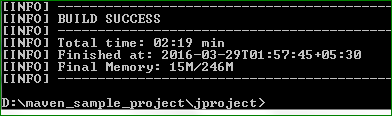 [INFO] ------------------------------------------------------------------------
[INFO] BUILD SUCCESS
[INFO] ------------------------------------------------------------------------
[INFO] Total time: 02:19 min
[INFO] Finished at: 2016-03-29T01:57:45+05:30
[INFO] Final Memory: 15M/246M
[INFO] ------------------------------------------------------------------------
D:\maven_sample_project\jproject>